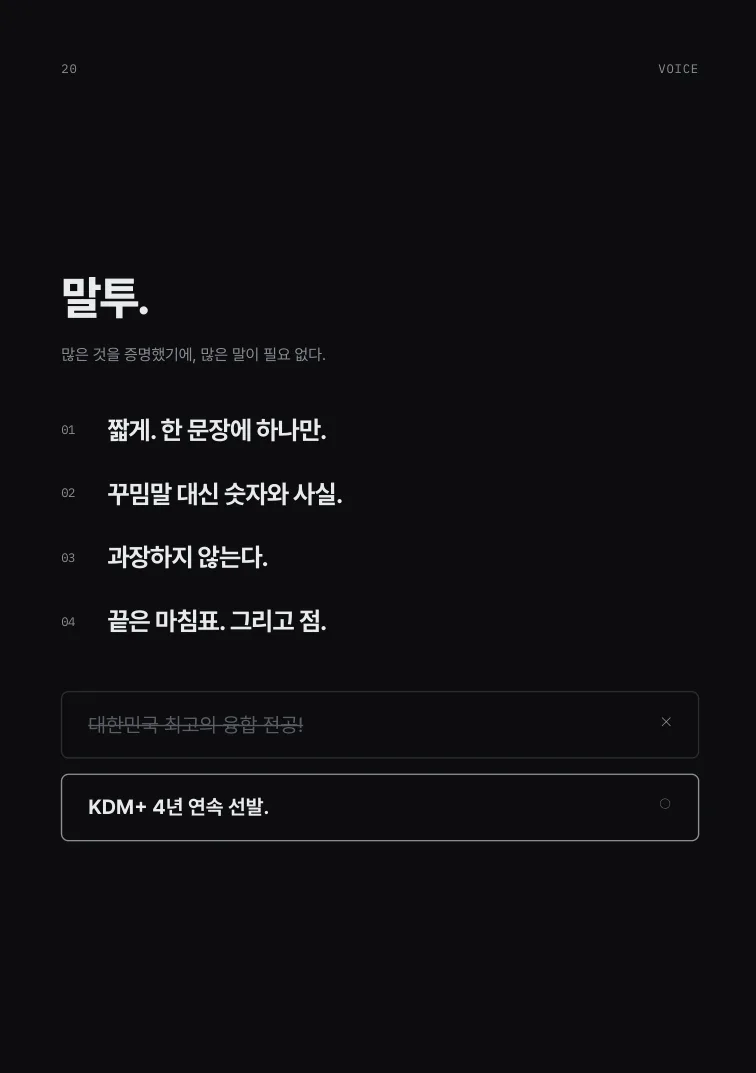 20
VOICE
말투.
많은 것을 증명했기에, 많은 말이 필요 없다.
01 짧게. 한 문장에 하나만.
02 꾸밈말 대신 숫자와 사실.
03 과장하지 않는다.
04 끝은 마침표. 그리고 점.
대한민국 최고의 융합 전공! ×
KDM+ 4년 연속 선발. ○